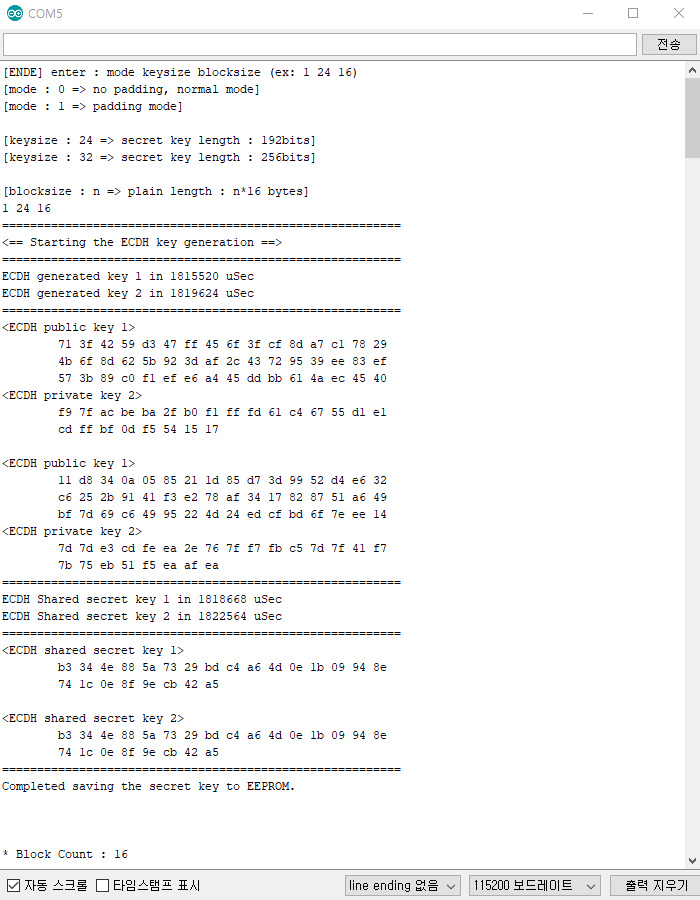 COM5
전송
[ENDE] enter : mode keysize blocksize (ex: 1 24 16)
[mode : 0 => no padding, normal mode]
[mode : 1 => padding mode]
[keysize : 24 => secret key length : 192bits]
[keysize : 32 => secret key length : 256bits]
[blocksize : n => plain length : n*16 bytes]
1 24 16
=========================================================
<== Starting the ECDH key generation ==>
=========================================================
ECDH generated key 1 in 1815520 uSec
ECDH generated key 2 in 1819624 uSec
=========================================================
<ECDH public key 1>
71 3f 42 59 d3 47 ff 45 6f 3f cf 8d a7 c1 78 29
4b 6f 8d 62 5b 92 3d af 2c 43 72 95 39 ee 83 ef
57 3b 89 c0 f1 ef e6 a4 45 dd bb 61 4a ec 45 40
<ECDH private key 2>
f9 7f ac be ba 2f b0 f1 ff fd 61 c4 67 55 d1 e1
cd ff bf 0d f5 54 15 17
<ECDH public key 1>
11 d8 34 0a 05 85 21 1d 85 d7 3d 99 52 d4 e6 32
c6 25 2b 91 41 f3 e2 78 af 34 17 82 87 51 a6 49
bf 7d 69 c6 49 95 22 4d 24 ed cf bd 6f 7e ee 14
<ECDH private key 2>
7d 7d e3 cd fe ea 2e 76 7f f7 fb c5 7d 7f 41 f7
7b 75 eb 51 f5 ea af ea
=========================================================
ECDH Shared secret key 1 in 1818668 uSec
ECDH Shared secret key 2 in 1822564 uSec
=========================================================
<ECDH shared secret key 1>
b3 34 4e 88 5a 73 29 bd c4 a6 4d 0e 1b 09 94 8e
74 1c 0e 8f 9e cb 42 a5
<ECDH shared secret key 2>
b3 34 4e 88 5a 73 29 bd c4 a6 4d 0e 1b 09 94 8e
74 1c 0e 8f 9e cb 42 a5
=========================================================
Completed saving the secret key to EEPROM.
* Block Count : 16
자동 스크롤 타임스탬프 표시 line ending 없음 115200 보드레이트 출력 지우기